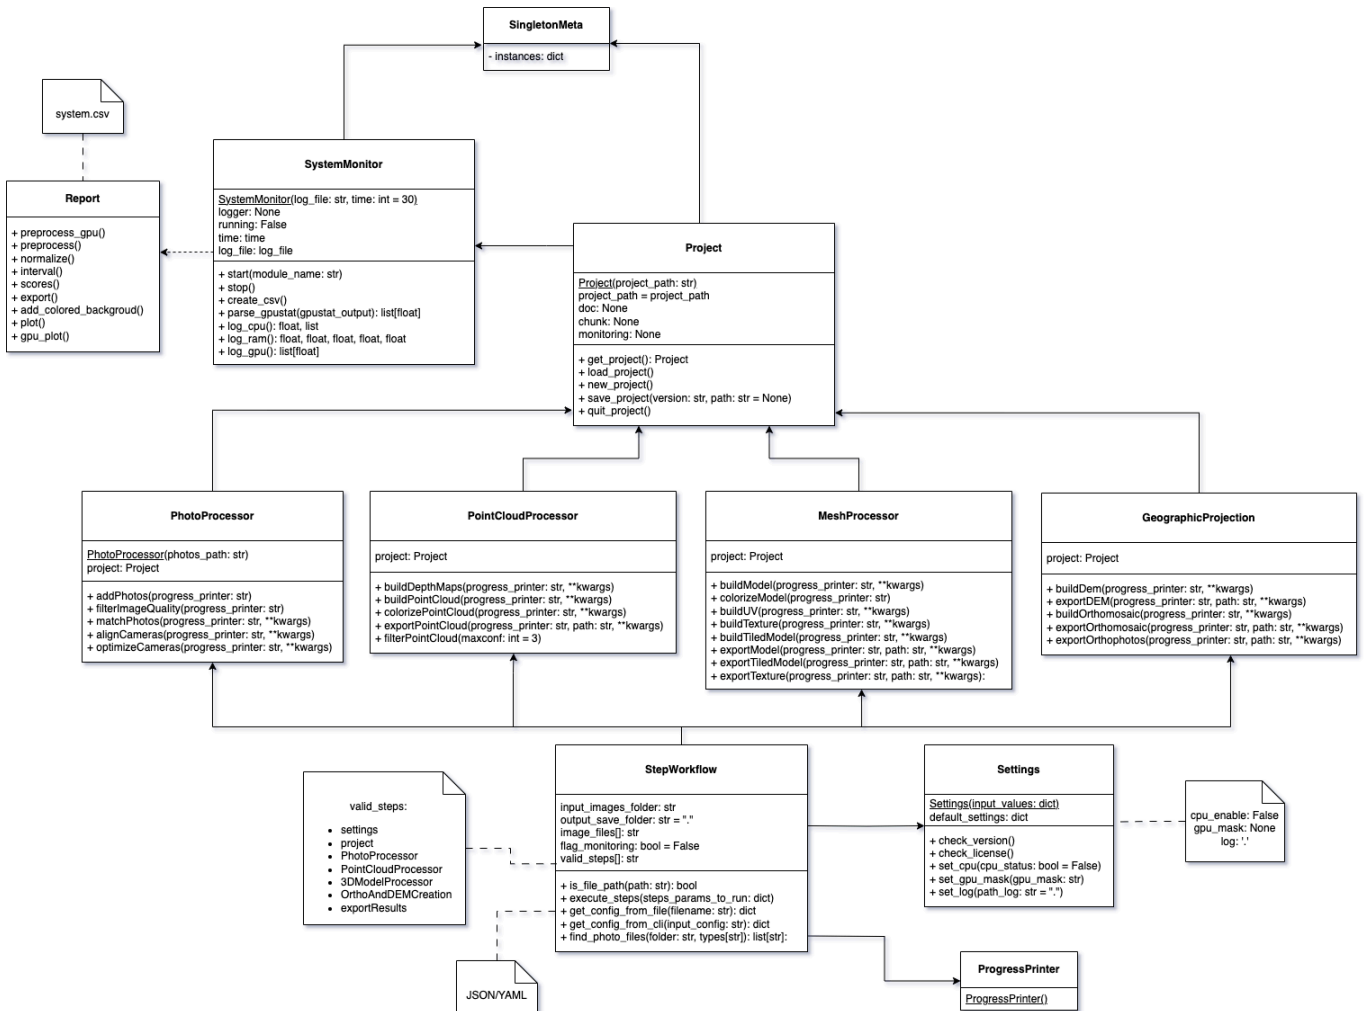 SingletonMeta
- instances: dict
system.csv
Report
+ preprocess_gpu()
+ preprocess()
+ normalize()
+ interval()
+ scores()
+ export()
+ add_colored_backgroud()
+ plot()
+ gpu_plot()
SystemMonitor
SystemMonitor(log_file: str, time: int = 30)
logger: None
running: False
time: time
log_file: log_file
+ start(module_name: str)
+ stop()
+ create_csv()
+ parse_gpustat(gpustat_output): list[float]
+ log_cpu(): float, list
+ log_ram(): float, float, float, float, float
+ log_gpu(): list[float]
Project
Project(project_path: str)
project_path = project_path
doc: None
chunk: None
monitoring: None
+ get_project(): Project
+ load_project()
+ new_project()
+ save_project(version: str, path: str = None)
+ quit_project()
PhotoProcessor
PhotoProcessor(photos_path: str)
project: Project
+ addPhotos(progress_printer: str)
+ filterImageQuality(progress_printer: str)
+ matchPhotos(progress_printer: str, **kwargs)
+ alignCameras(progress_printer: str, **kwargs)
+ optimizeCameras(progress_printer: str, **kwargs)
PointCloudProcessor
project: Project
+ buildDepthMaps(progress_printer: str, **kwargs)
+ buildPointCloud(progress_printer: str, **kwargs)
+ colorizePointCloud(progress_printer: str, **kwargs)
+ exportPointCloud(progress_printer: str, path: str, **kwargs)
+ filterPointCloud(maxconf: int = 3)
MeshProcessor
project: Project
+ buildModel(progress_printer: str, **kwargs)
+ colorizeModel(progress_printer: str)
+ buildUV(progress_printer: str, **kwargs)
+ buildTexture(progress_printer: str, **kwargs)
+ buildTiledModel(progress_printer: str, **kwargs)
+ exportModel(progress_printer: str, path: str, **kwargs)
+ exportTiledModel(progress_printer: str, path: str, **kwargs)
+ exportTexture(progress_printer: str, path: str, **kwargs):
GeographicProjection
project: Project
+ buildDem(progress_printer: str, **kwargs)
+ exportDEM(progress_printer: str, path: str, **kwargs)
+ buildOrthomosaic(progress_printer: str, **kwargs)
+ exportOrthomosaic(progress_printer: str, path: str, **kwargs)
+ exportOrthophotos(progress_printer: str, path: str, **kwargs)
valid_steps:
• settings
• project
• PhotoProcessor
• PointCloudProcessor
• 3DModelProcessor
• OrthoAndDEMCreation
• exportResults
StepWorkflow
input_images_folder: str
output_save_folder: str = "."
image_files[]: str
flag_monitoring: bool = False
valid_steps[]: str
+ is_file_path(path: str): bool
+ execute_steps(steps_params_to_run: dict)
+ get_config_from_file(filename: str): dict
+ get_config_from_cli(input_config: str): dict
+ find_photo_files(folder: str, types[str]): list[str]:
JSON/YAML
Settings
Settings(input_values: dict)
default_settings: dict
+ check_version()
+ check_license()
+ set_cpu(cpu_status: bool = False)
+ set_gpu_mask(gpu_mask: str)
+ set_log(path_log: str = ".")
cpu_enable: False
gpu_mask: None
log: '.'
ProgressPrinter
ProgressPrinter()